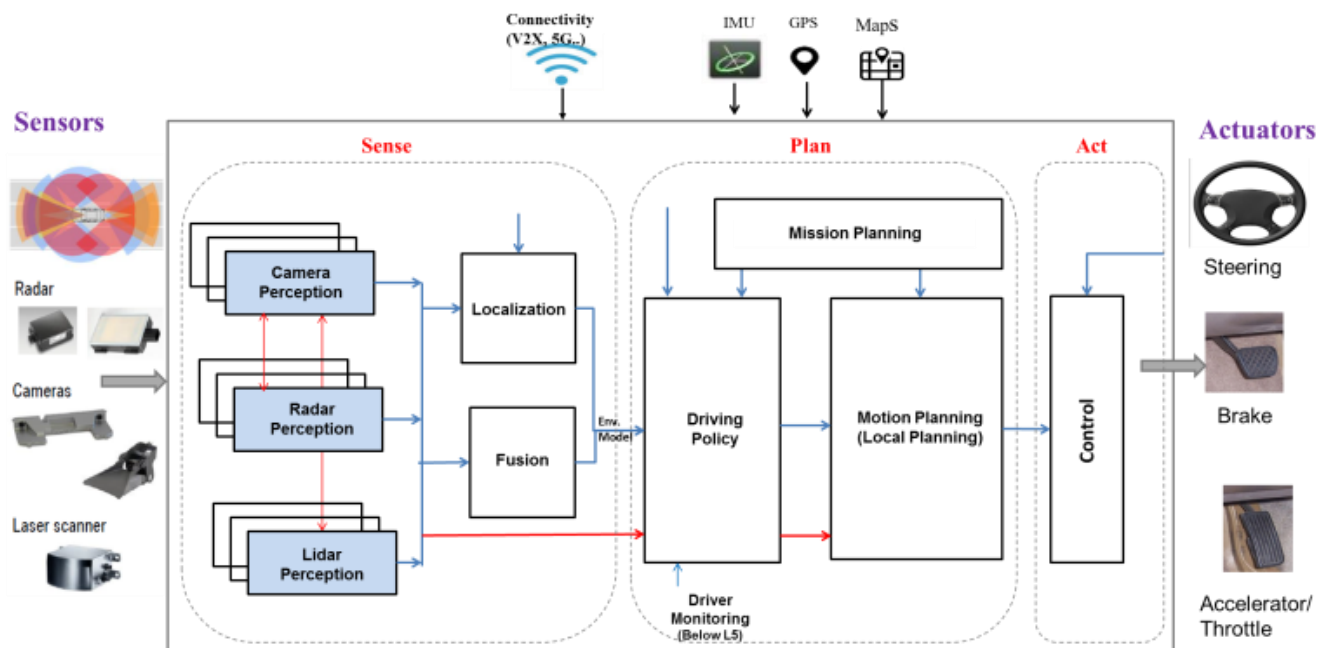 Connectivity
(V2X, 5G..)
IMU
GPS
MapS
Sensors
Sense
Plan
Act
Actuators
Radar
Cameras
Laser scanner
Camera
Perception
Radar
Perception
Lidar
Perception
Localization
Fusion
Env.
Model
Mission Planning
Driving
Policy
Motion Planning
(Local Planning)
Driver
Monitoring
(Below L5)
Control
Steering
Brake
Accelerator/
Throttle